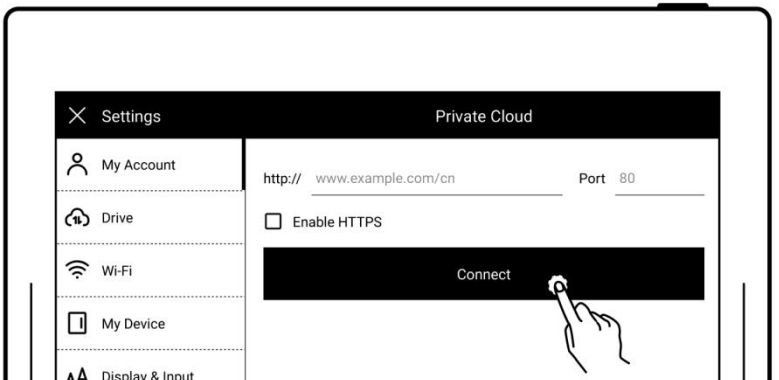 Settings
Private Cloud
My Account
Drive
Wi-Fi
My Device
Display & Input
http:// www.example.com/cn Port 80
Enable HTTPS
Connect